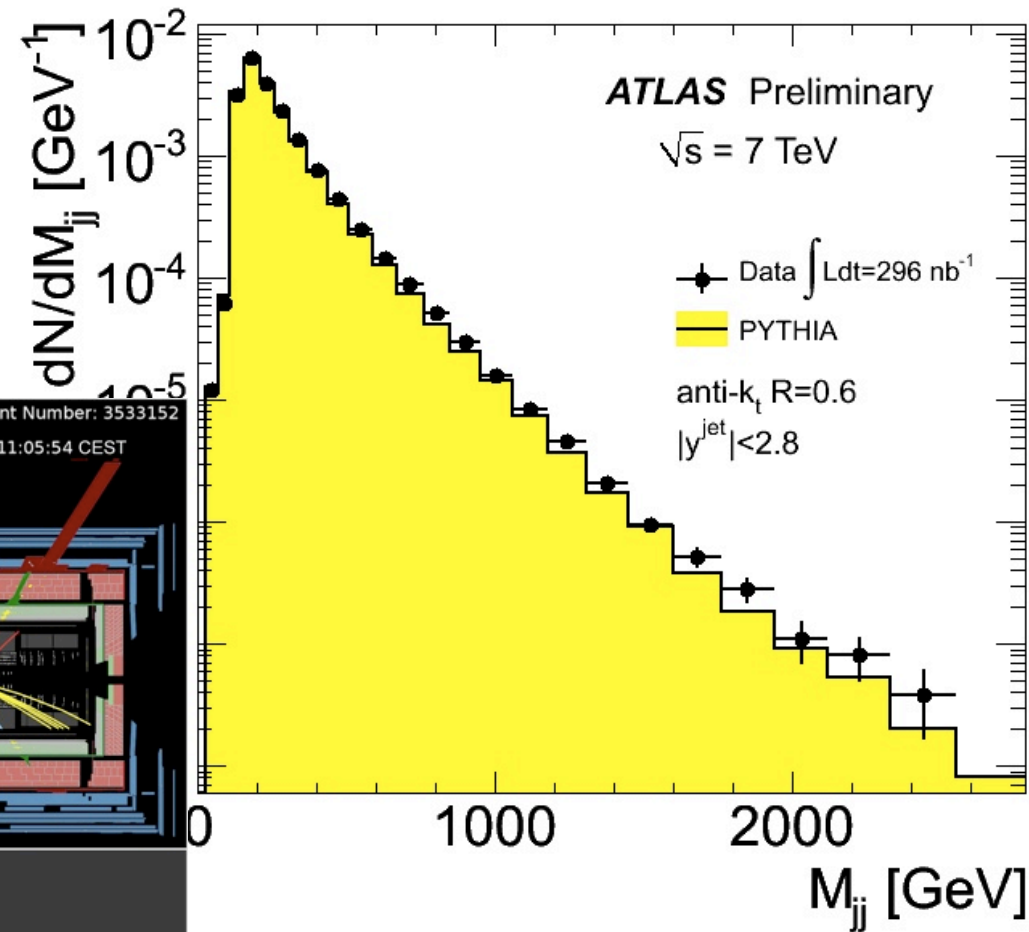 dN/dM_jj [GeV⁻¹]
10⁻²
10⁻³
10⁻⁴
10⁻⁵
ATLAS Preliminary
√s = 7 TeV
Data ∫Ldt=296 nb⁻¹
PYTHIA
anti-k_t R=0.6
|y^jet|<2.8
nt Number: 3533152
11:05:54 CEST
0 1000 2000
M_jj [GeV]